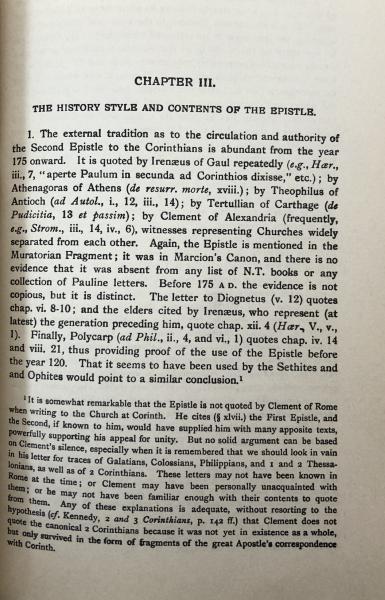 CHAPTER III.
THE HISTORY STYLE AND CONTENTS OF THE EPISTLE.
1. The external tradition as to the circulation and authority of
the Second Epistle to the Corinthians is abundant from the year
175 onward. It is quoted by Irenæus of Gaul repeatedly (e.g., Hær.,
iii., 7, "aperte Paulum in secunda ad Corinthios dixisse," etc.); by
Athenagoras of Athens (de resurr. morte, xviii.); by Theophilus of
Antioch (ad Autol., i., 12, iii., 14); by Tertullian of Carthage (de
Pudicitia, 13 et passim); by Clement of Alexandria (frequently,
e.g., Strom., iii., 14, iv., 6), witnesses representing Churches widely
separated from each other. Again, the Epistle is mentioned in the
Muratorian Fragment; it was in Marcion's Canon, and there is no
evidence that it was absent from any list of N.T. books or any
collection of Pauline letters. Before 175 A.D. the evidence is not
copious, but it is distinct. The letter to Diognetus (v. 12) quotes
chap. vi. 8-10; and the elders cited by Irenæus, who represent (at
latest) the generation preceding him, quote chap. xii. 4 (Hær., V., v.,
1). Finally, Polycarp (ad Phil., ii., 4, and vi., 1) quotes chap. iv. 14
and viii. 21, thus providing proof of the use of the Epistle before
the year 120. That it seems to have been used by the Sethites and
and Ophites would point to a similar conclusion.¹
¹ It is somewhat remarkable that the Epistle is not quoted by Clement of Rome
when writing to the Church at Corinth. He cites (§ xlvii.) the First Epistle, and
the Second, if known to him, would have supplied him with many apposite texts,
powerfully supporting his appeal for unity. But no solid argument can be based
on Clement's silence, especially when it is remembered that we should look in vain
in his letter for traces of Galatians, Colossians, Philippians, and 1 and 2 Thessa-
lonians, as well as of 2 Corinthians. These letters may not have been known in
Rome at the time; or Clement may have been personally unacquainted with
them; or he may not have been familiar enough with their contents to quote
from them. Any of these explanations is adequate, without resorting to the
hypothesis (cf. Kennedy, 2 and 3 Corinthians, p. 142 ff.) that Clement does not
quote the canonical 2 Corinthians because it was not yet in existence as a whole,
but only survived in the form of fragments of the great Apostle's correspondence
with Corinth.